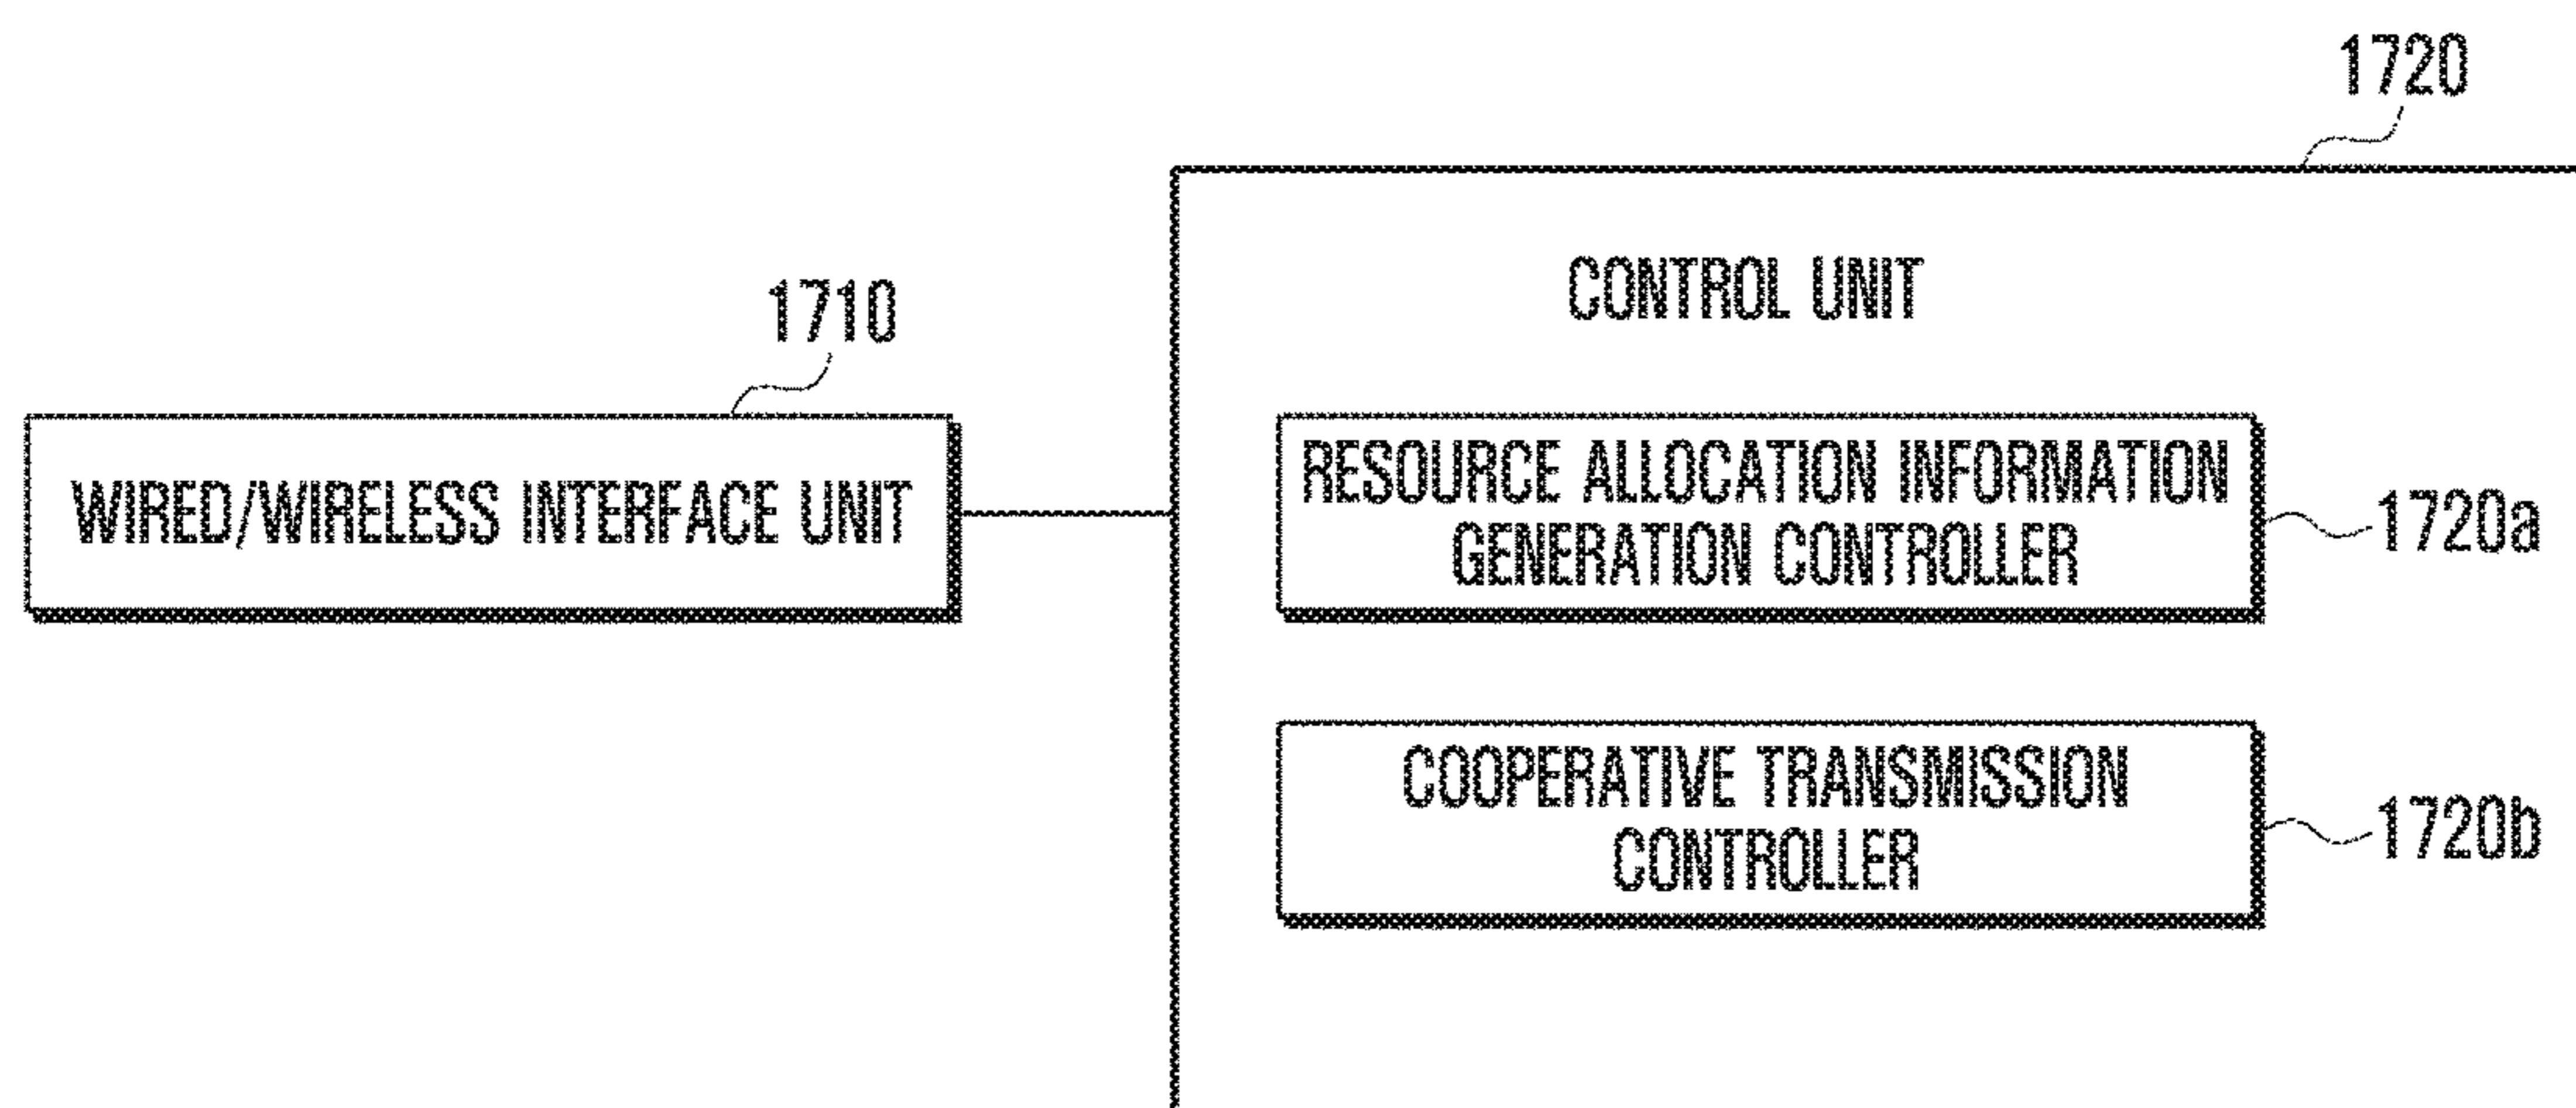 1720
CONTROL UNIT
1710
WIRED/WIRELESS INTERFACE UNIT
RESOURCE ALLOCATION INFORMATION
GENERATION CONTROLLER
1720a
COOPERATIVE TRANSMISSION
CONTROLLER
1720b